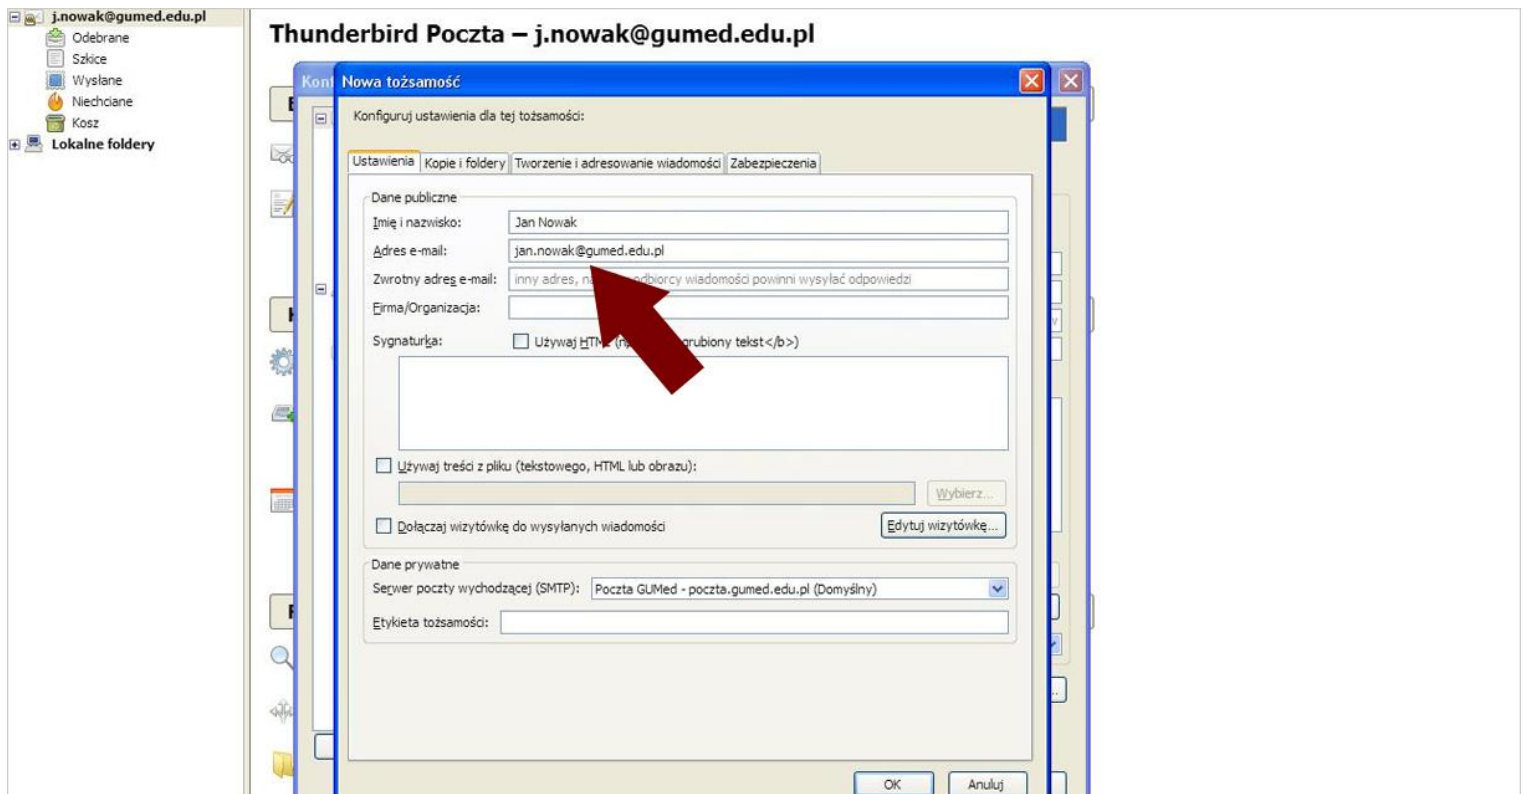 j.nowak@gumed.edu.pl
Odebrane
Szkice
Wysłane
Niechciane
Kosz
Lokalne foldery
Thunderbird Poczta – j.nowak@gumed.edu.pl
Nowa tożsamość
Konfiguruj ustawienia dla tej tożsamości:
Ustawienia Kopie i foldery Tworzenie i adresowanie wiadomości Zabezpieczenia
Dane publiczne
Imię i nazwisko: Jan Nowak
Adres e-mail: jan.nowak@gumed.edu.pl
Zwrotny adres e-mail: inny adres, odbiorcy wiadomości powinni wysyłać odpowiedzi
Firma/Organizacja:
Sygnaturka: Używaj HTML tekst</b>)
Używaj treści z pliku (tekstowego, HTML lub obrazu):
Wybierz...
Dołączaj wizytówkę do wysyłanych wiadomości Edytuj wizytówkę...
Dane prywatne
Serwer poczty wychodzącej (SMTP): Poczta GUMed - poczta.gumed.edu.pl (Domyślny)
Etykieta tożsamości:
OK Anuluj